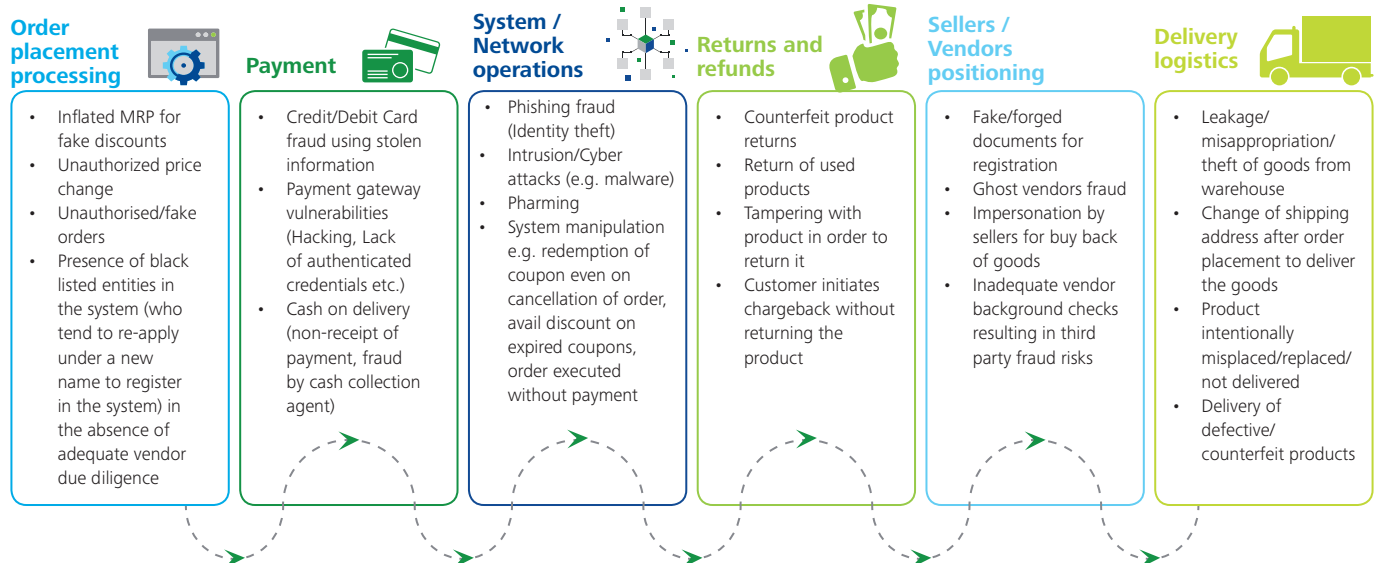 Order
placement
processing
• Inflated MRP for
fake discounts
• Unauthorized price
change
• Unauthorised/fake
orders
• Presence of black
listed entities in
the system (who
tend to re-apply
under a new
name to register
in the system) in
the absence of
adequate vendor
due diligence
Payment
• Credit/Debit Card
fraud using stolen
information
• Payment gateway
vulnerabilities
(Hacking, Lack
of authenticated
credentials etc.)
• Cash on delivery
(non-receipt of
payment, fraud
by cash collection
agent)
System /
Network
operations
• Phishing fraud
(Identity theft)
• Intrusion/Cyber
attacks (e.g. malware)
• Pharming
• System manipulation
e.g. redemption of
coupon even on
cancellation of order,
avail discount on
expired coupons,
order executed
without payment
Returns and
refunds
• Counterfeit product
returns
• Return of used
products
• Tampering with
product in order to
return it
• Customer initiates
chargeback without
returning the
product
Sellers /
Vendors
positioning
• Fake/forged
documents for
registration
• Ghost vendors fraud
• Impersonation by
sellers for buy back
of goods
• Inadequate vendor
background checks
resulting in third
party fraud risks
Delivery
logistics
• Leakage/
misappropriation/
theft of goods from
warehouse
• Change of shipping
address after order
placement to deliver
the goods
• Product
intentionally
misplaced/replaced/
not delivered
• Delivery of
defective/
counterfeit products